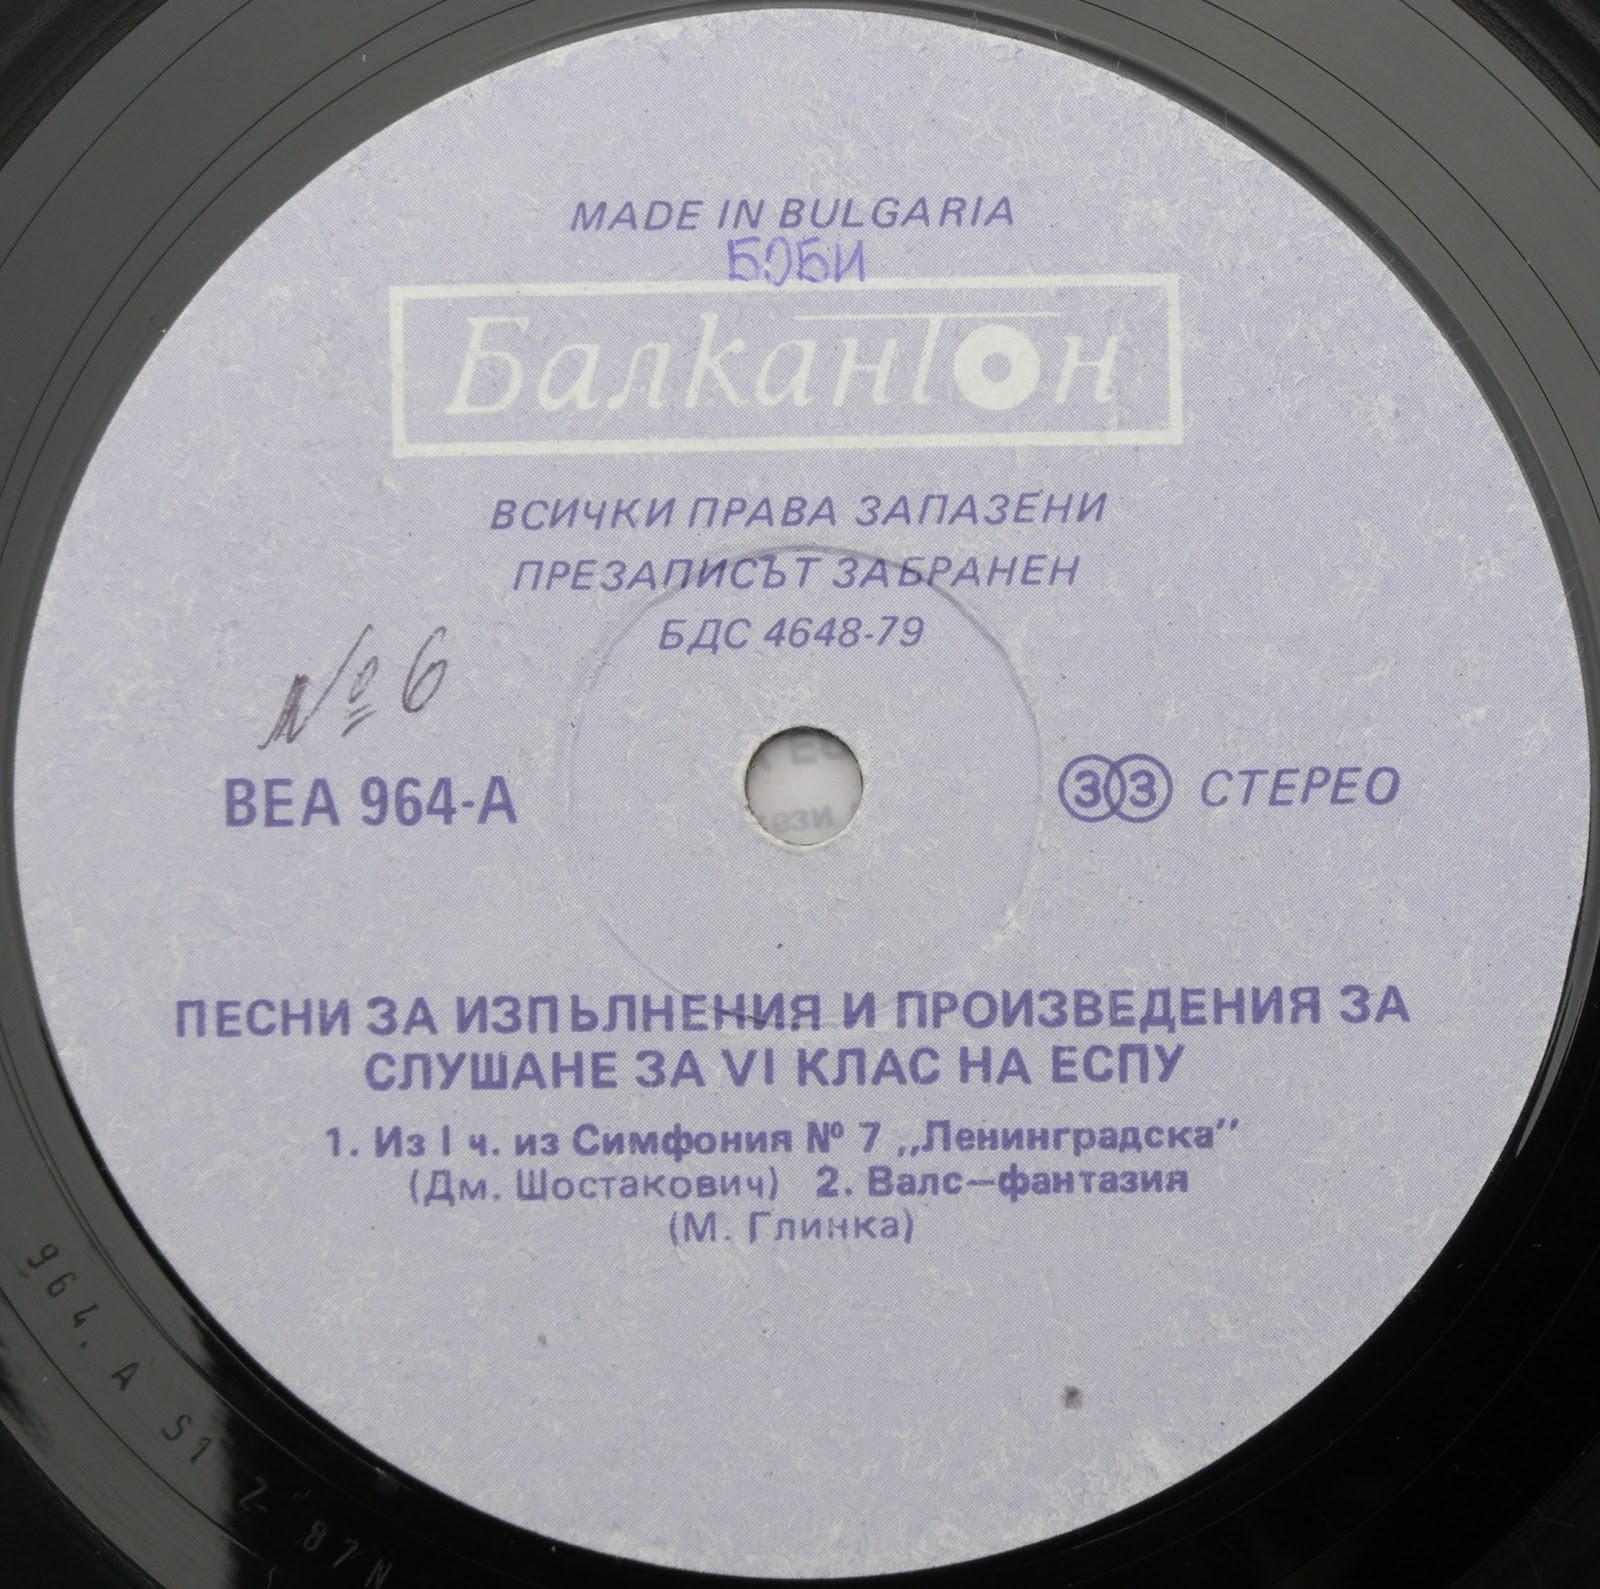 MADE IN BULGARIA
БОБИ
Балкантон
ВСИЧКИ ПРАВА ЗАПАЗЕНИ
ПРЕЗАПИСЪТ ЗАБРАНЕН
БДС 4648-79
№ 6
ВЕА 964-А
33 СТЕРЕО
ПЕСНИ ЗА ИЗПЪЛНЕНИЯ И ПРОИЗВЕДЕНИЯ ЗА
СЛУШАНЕ ЗА VI КЛАС НА ЕСПУ
1. Из I ч. из Симфония № 7 „Ленинградска”
(Дм. Шостакович) 2. Валс—фантазия
(М. Глинка)
964. A S1 2- '87 N